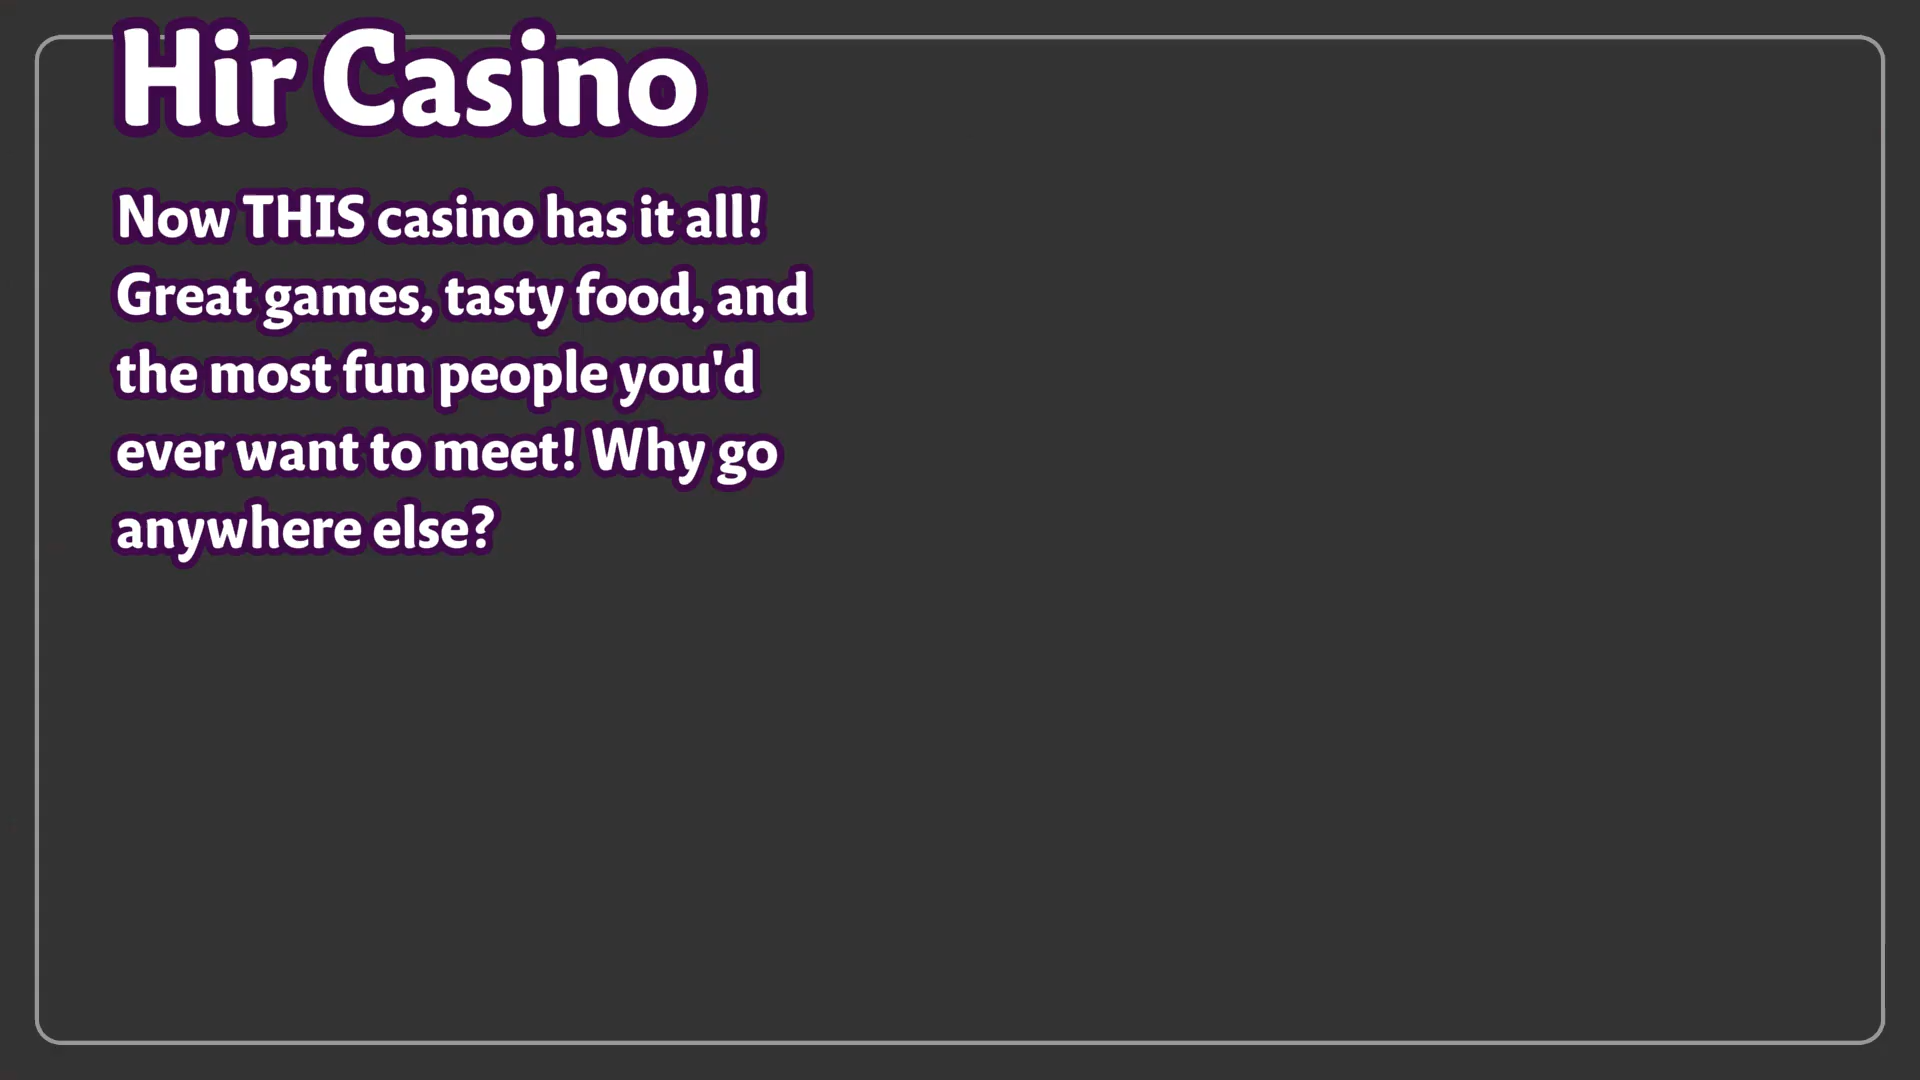 Hir Casino
Now THIS casino has it all!
Great games, tasty food, and
the most fun people you'd
ever want to meet! Why go
anywhere else?